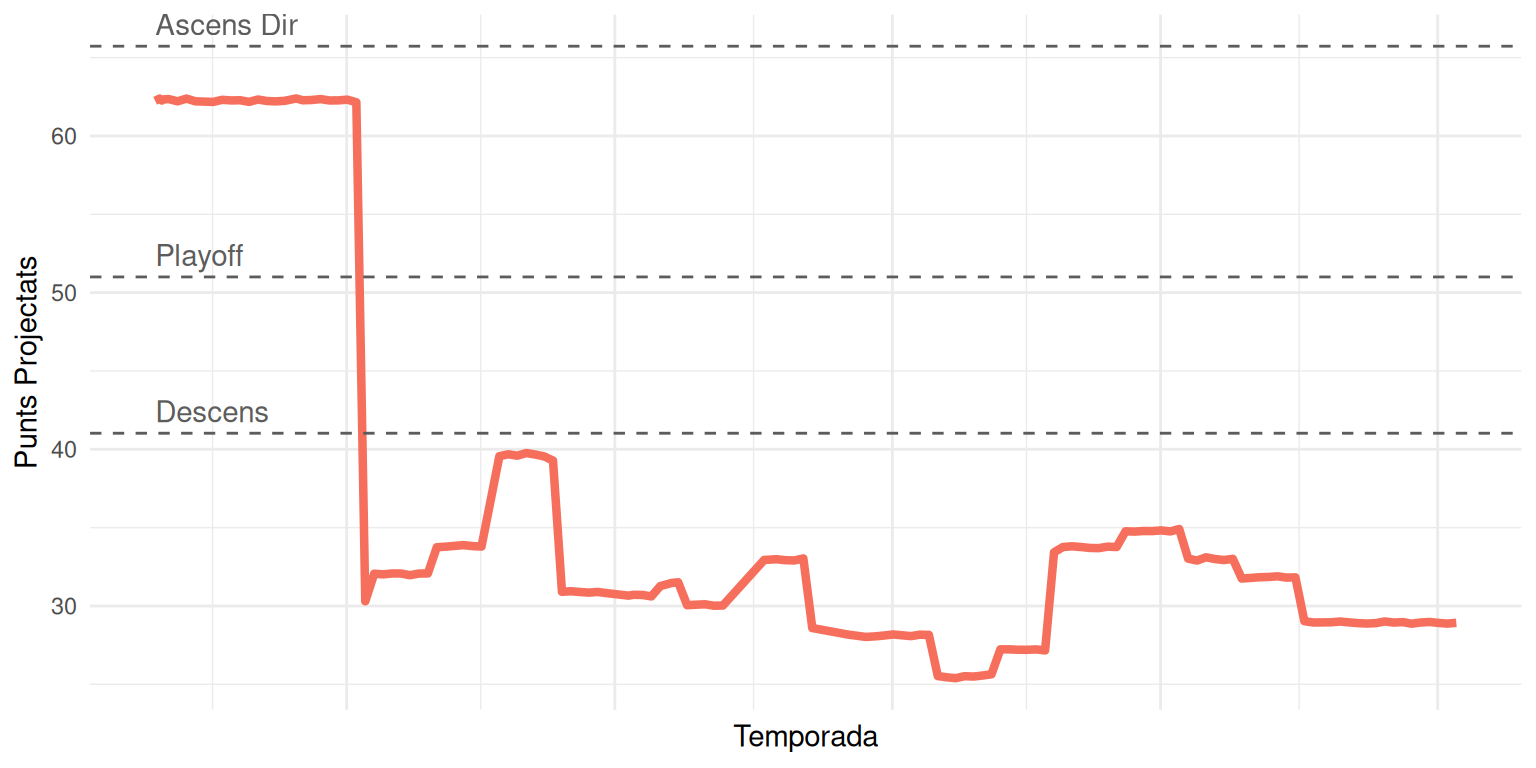 Ascens Dir
60
Playoff
50
Descens
40
30
Punts Projectats
Temporada